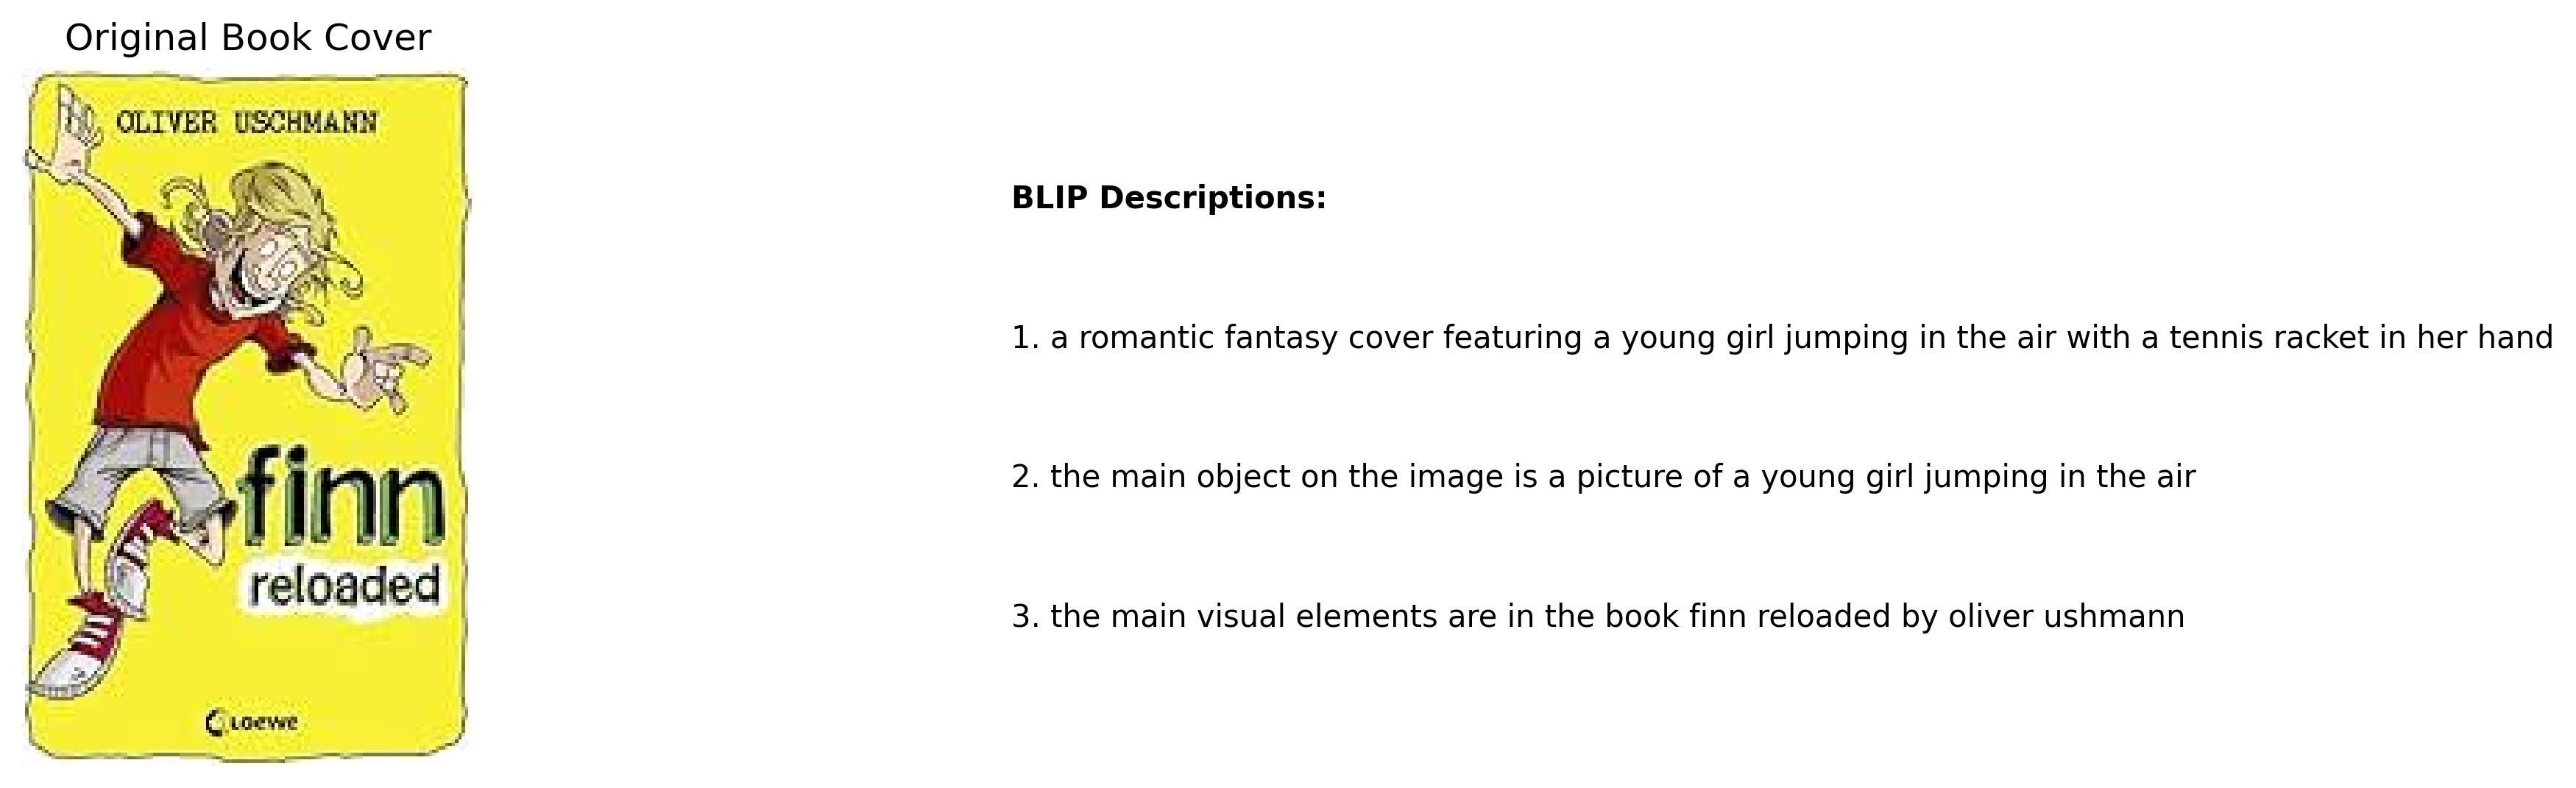 Original Book Cover
OLIVER USCHMANN
finn
reloaded
Loewe
BLIP Descriptions:
1. a romantic fantasy cover featuring a young girl jumping in the air with a tennis racket in her hand
2. the main object on the image is a picture of a young girl jumping in the air
3. the main visual elements are in the book finn reloaded by oliver ushmann